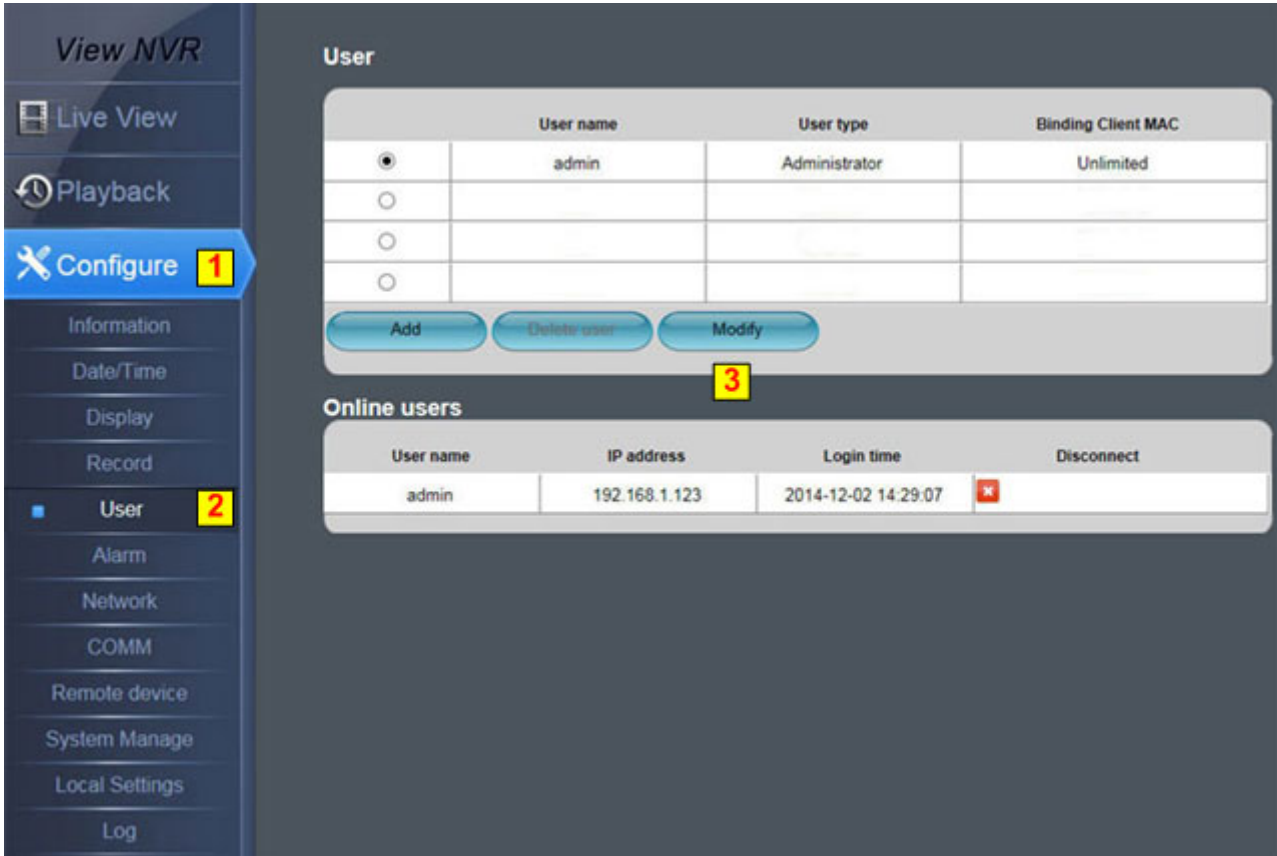 View NVR
Live View
Playback
Configure 1
Information
Date/Time
Display
Record
User 2
Alarm
Network
COMM
Remote device
System Manage
Local Settings
Log
User
User name User type Binding Client MAC
admin Administrator Unlimited
Add Delete user Modify
3
Online users
User name IP address Login time Disconnect
admin 192.168.1.123 2014-12-02 14:29:07